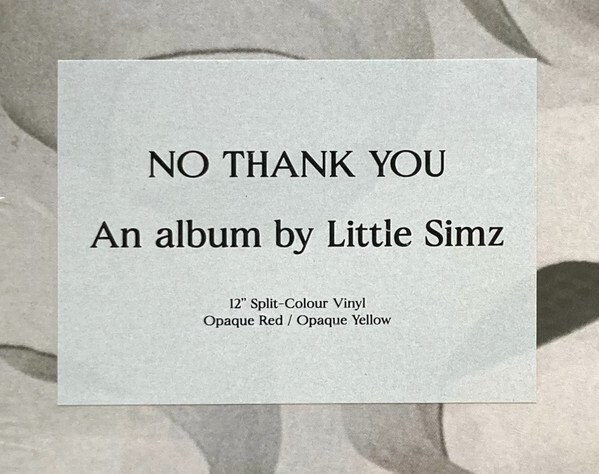 NO THANK YOU
An album by Little Simz
12" Split-Colour Vinyl
Opaque Red / Opaque Yellow